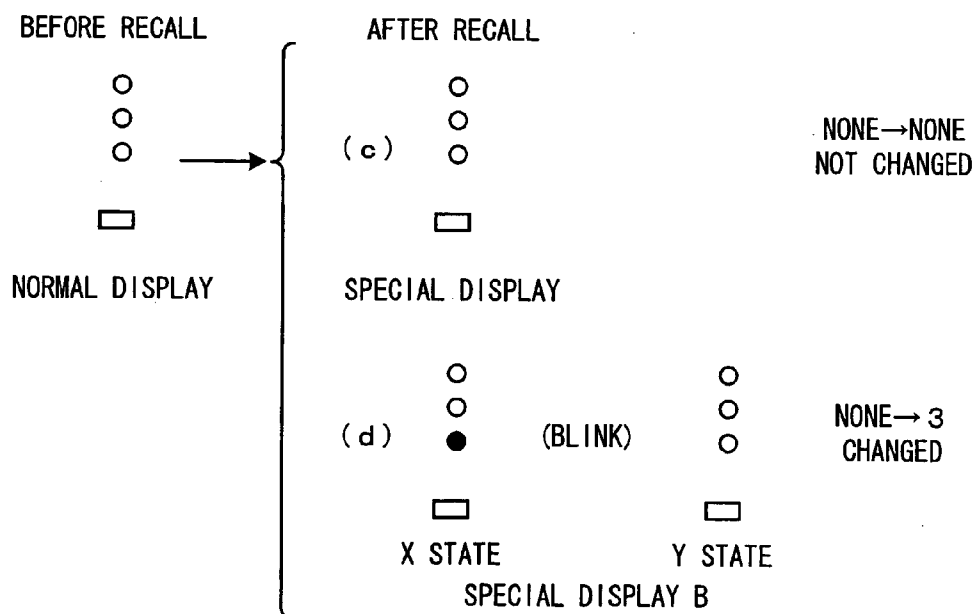 BEFORE RECALL
AFTER RECALL
(c)
NONE→NONE
NOT CHANGED
NORMAL DISPLAY
SPECIAL DISPLAY
(d)
(BLINK)
NONE→3
CHANGED
X STATE
Y STATE
SPECIAL DISPLAY B